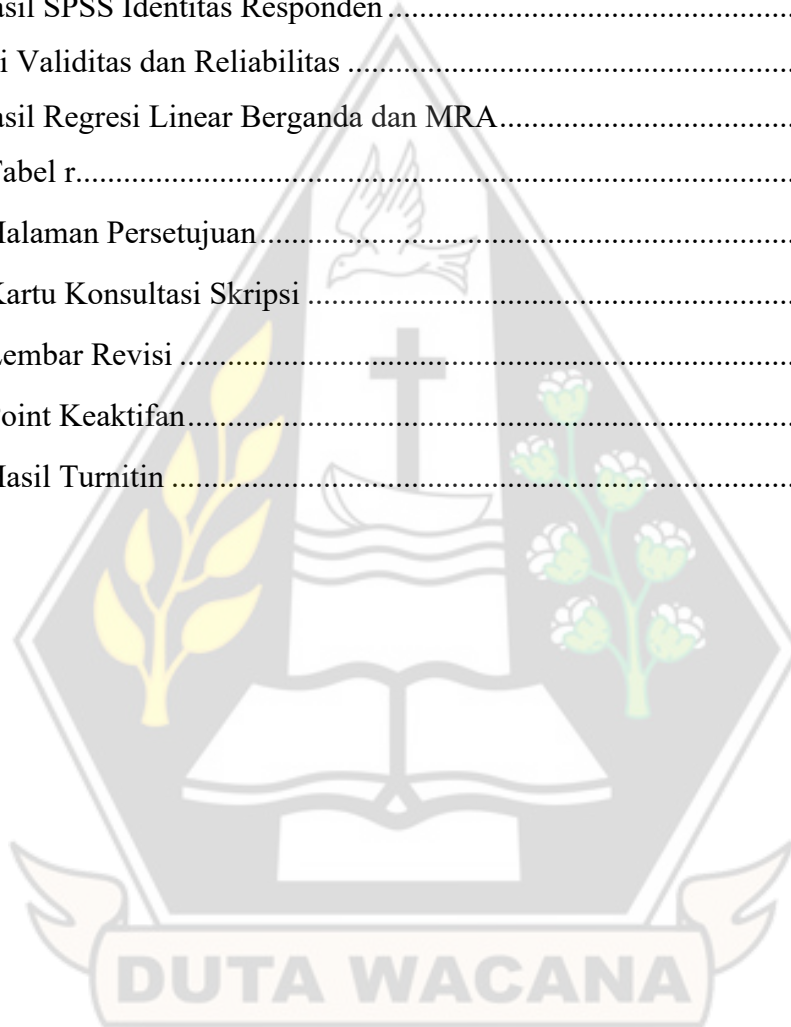 asil SPSS Identitas Responden ........................................................
i Validitas dan Reliabilitas ........................................................
asil Regresi Linear Berganda dan MRA........................................
Tabel r........................................................................................
Halaman Persetujuan....................................................................
Kartu Konsultasi Skripsi ..............................................................
Lembar Revisi ..............................................................................
Point Keaktifan.............................................................................
Hasil Turnitin ..............................................................................
DUTA WACANA